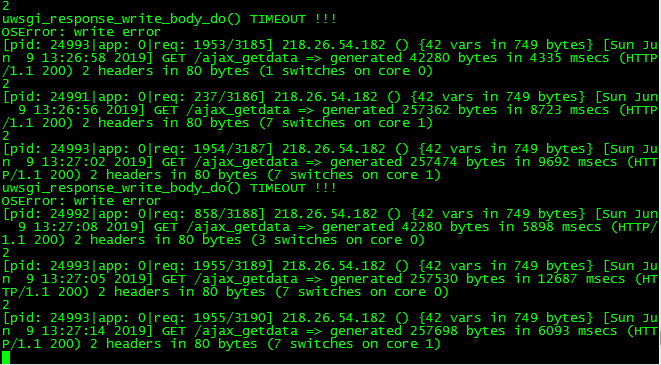 2
uwsgi_response_write_body_do() TIMEOUT !!!
OSError: write error
[pid: 24993|app: 0|req: 1953/3185] 218.26.54.182 () {42 vars in 749 bytes} [Sun Jun
  9 13:26:58 2019] GET /ajax_getdata => generated 42280 bytes in 4335 msecs (HTTP
/1.1 200) 2 headers in 80 bytes (1 switches on core 0)
2
[pid: 24991|app: 0|req: 237/3186] 218.26.54.182 () {42 vars in 749 bytes} [Sun Jun
 9 13:26:56 2019] GET /ajax_getdata => generated 257362 bytes in 8723 msecs (HTTP/
1.1 200) 2 headers in 80 bytes (7 switches on core 1)
2
[pid: 24993|app: 0|req: 1954/3187] 218.26.54.182 () {42 vars in 749 bytes} [Sun Ju
n  9 13:27:02 2019] GET /ajax_getdata => generated 257474 bytes in 9692 msecs (HTT
P/1.1 200) 2 headers in 80 bytes (7 switches on core 1)
uwsgi_response_write_body_do() TIMEOUT !!!
OSError: write error
[pid: 24992|app: 0|req: 858/3188] 218.26.54.182 () {42 vars in 749 bytes} [Sun Jun
 9 13:27:08 2019] GET /ajax_getdata => generated 42280 bytes in 5898 msecs (HTTP/
1.1 200) 2 headers in 80 bytes (3 switches on core 0)
2
[pid: 24993|app: 0|req: 1955/3189] 218.26.54.182 () {42 vars in 749 bytes} [Sun Ju
n  9 13:27:05 2019] GET /ajax_getdata => generated 257530 bytes in 12687 msecs (HT
TP/1.1 200) 2 headers in 80 bytes (7 switches on core 0)
2
[pid: 24993|app: 0|req: 1955/3190] 218.26.54.182 () {42 vars in 749 bytes} [Sun Ju
n  9 13:27:14 2019] GET /ajax_getdata => generated 257698 bytes in 6093 msecs (HTT
P/1.1 200) 2 headers in 80 bytes (7 switches on core 1)